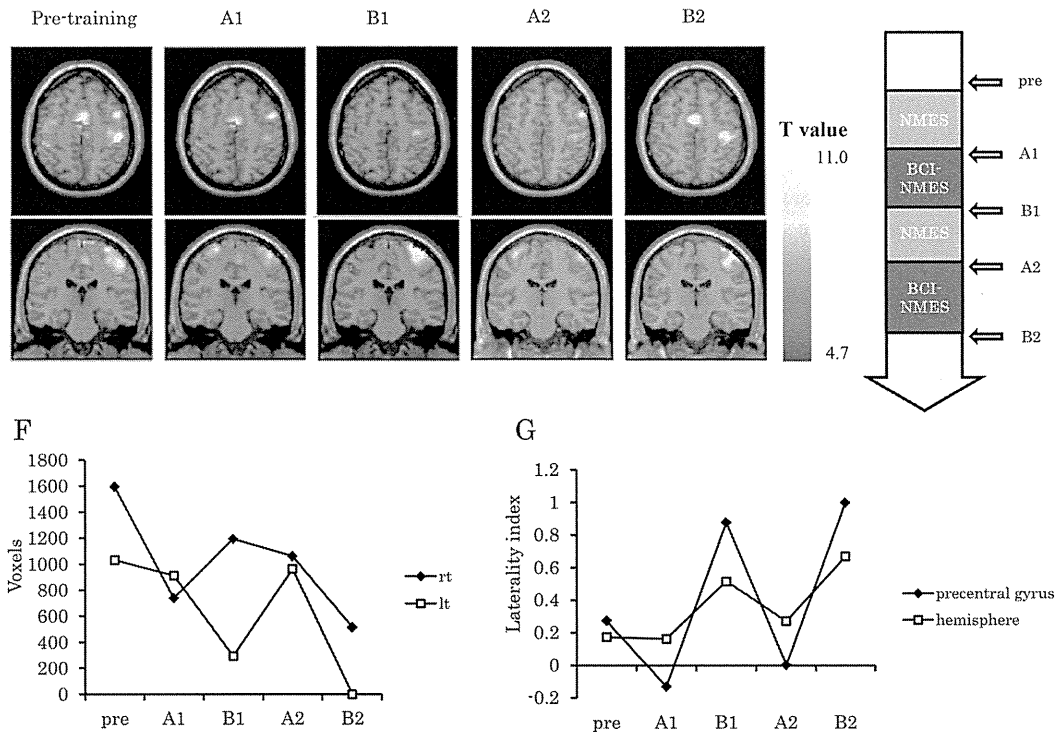 Pre-training A1 B1 A2 B2
T value
11.0
4.7
pre
NMES
A1
BCI-
NMES
B1
NMES
A2
BCI-
NMES
B2
F
1800
1600
1400
1200
1000
800
600
400
200
0
Voxels
pre A1 B1 A2 B2
rt
lt
G
1.2
1
0.8
0.6
0.4
0.2
0
-0.2
Laterality index
pre A1 B1 A2 B2
precentral gyrus
hemisphere